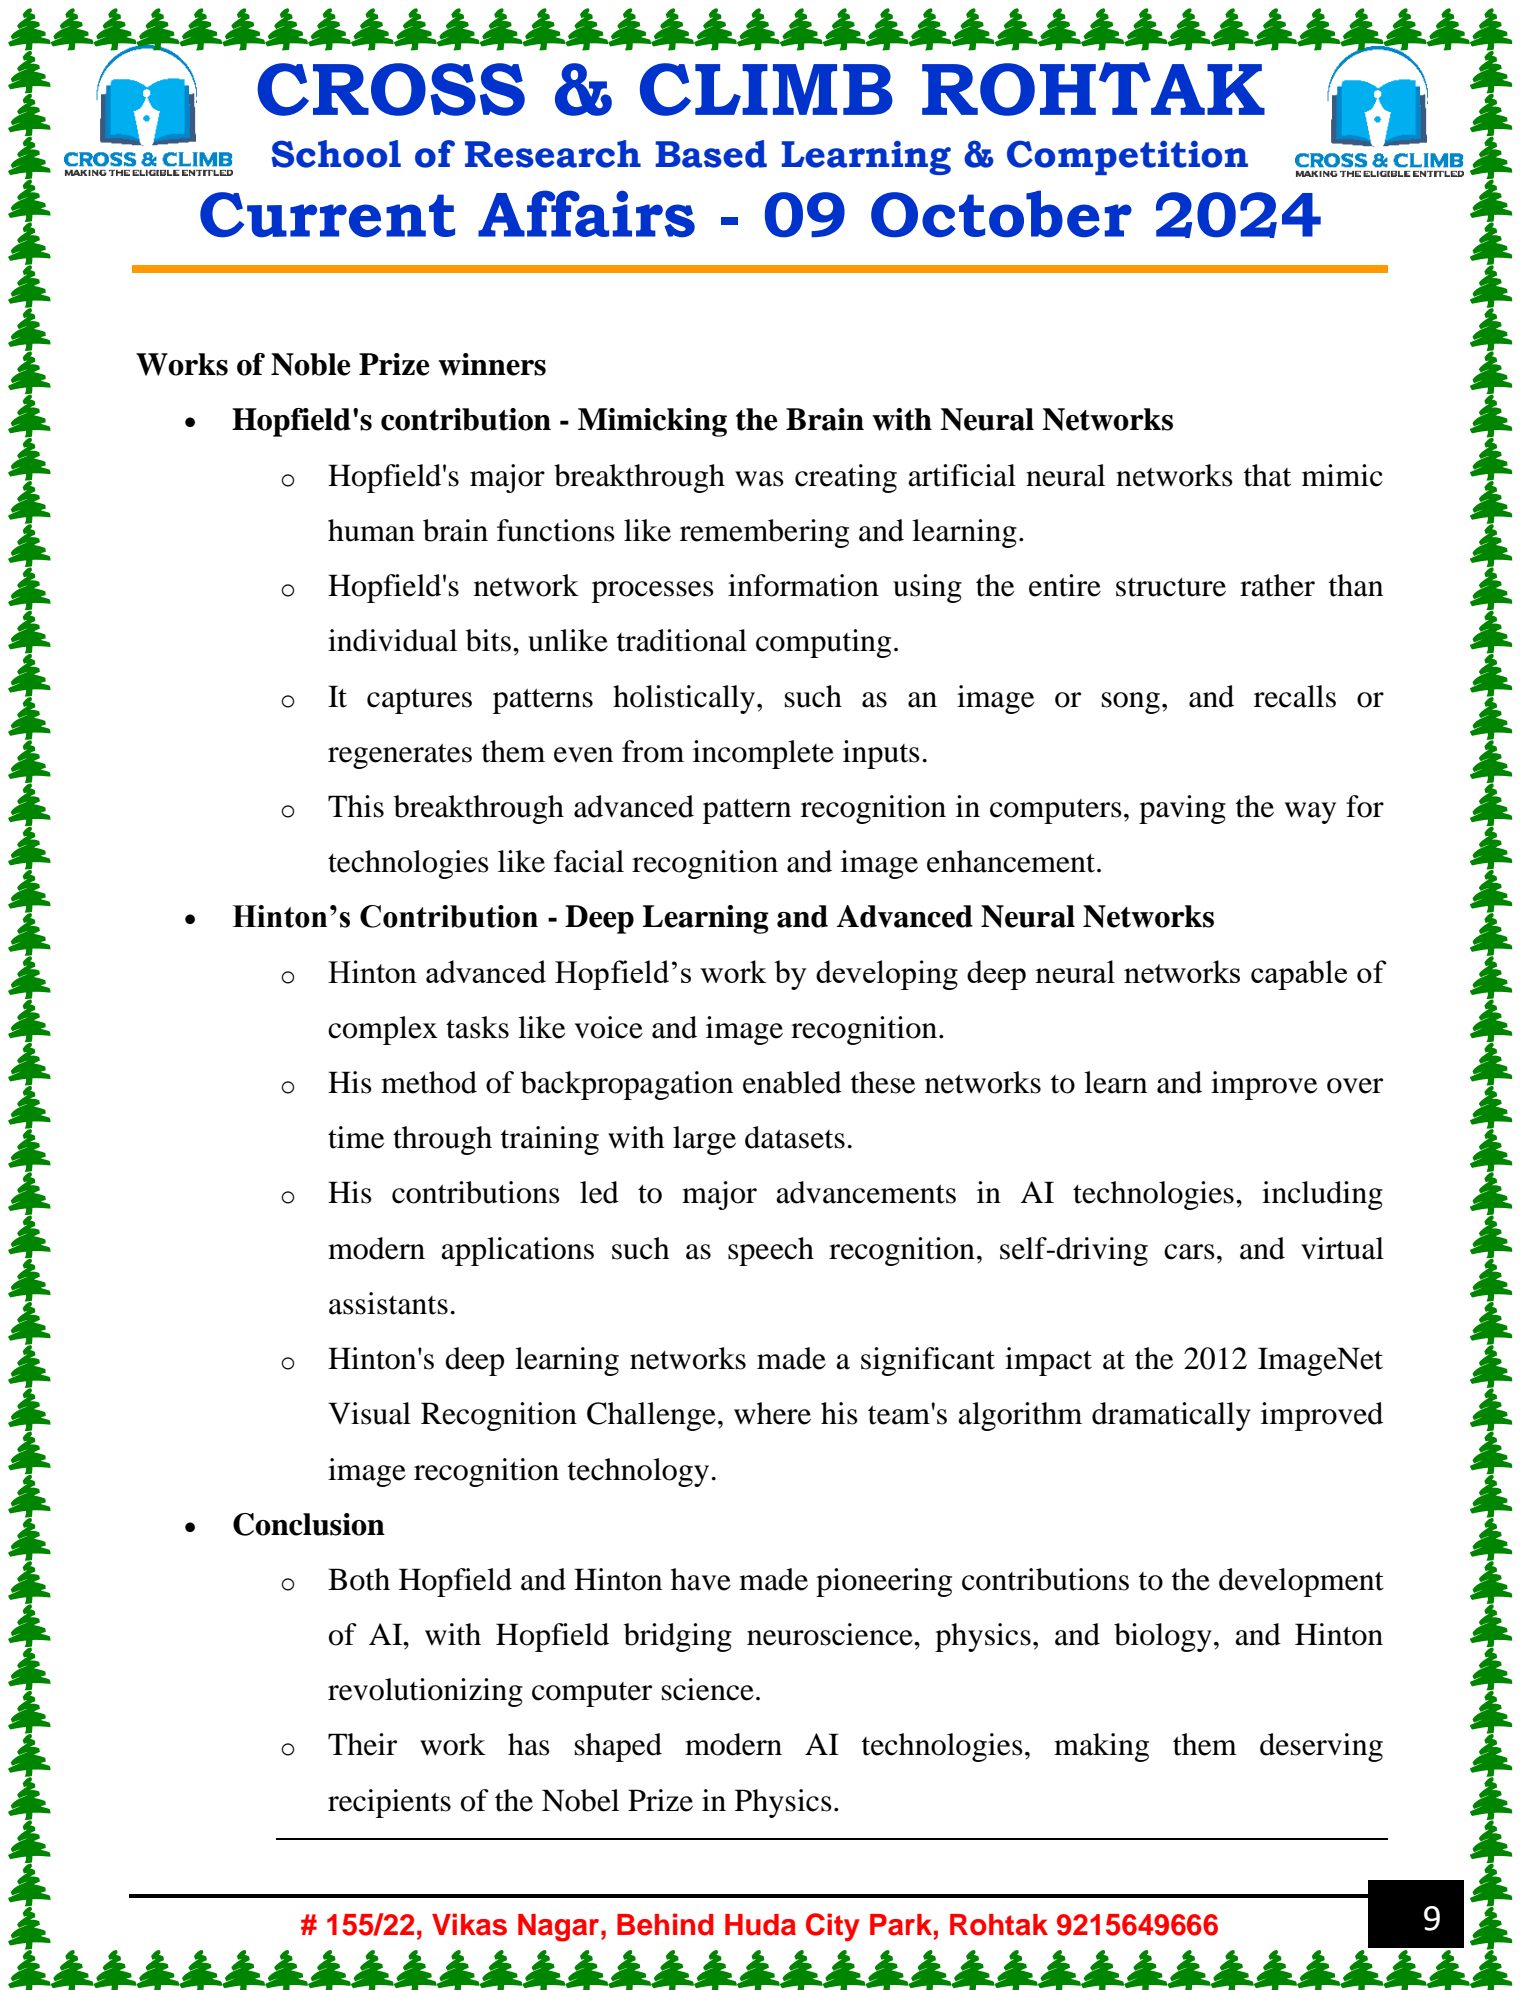 CROSS & CLIMB ROHTAK
School of Research Based Learning & Competition
CROSS & CLIMB
MAKING THE ELIGIBLE ENTITLED
CROSS & CLIMB
MAKING THE ELIGIBLE ENTITLED
Current Affairs - 09 October 2024
Works of Noble Prize winners
• Hopfield's contribution - Mimicking the Brain with Neural Networks
o Hopfield's major breakthrough was creating artificial neural networks that mimic
human brain functions like remembering and learning.
o Hopfield's network processes information using the entire structure rather than
individual bits, unlike traditional computing.
o It captures patterns holistically, such as an image or song, and recalls or
regenerates them even from incomplete inputs.
o This breakthrough advanced pattern recognition in computers, paving the way for
technologies like facial recognition and image enhancement.
• Hinton’s Contribution - Deep Learning and Advanced Neural Networks
o Hinton advanced Hopfield’s work by developing deep neural networks capable of
complex tasks like voice and image recognition.
o His method of backpropagation enabled these networks to learn and improve over
time through training with large datasets.
o His contributions led to major advancements in AI technologies, including
modern applications such as speech recognition, self-driving cars, and virtual
assistants.
o Hinton's deep learning networks made a significant impact at the 2012 ImageNet
Visual Recognition Challenge, where his team's algorithm dramatically improved
image recognition technology.
• Conclusion
o Both Hopfield and Hinton have made pioneering contributions to the development
of AI, with Hopfield bridging neuroscience, physics, and biology, and Hinton
revolutionizing computer science.
o Their work has shaped modern AI technologies, making them deserving
recipients of the Nobel Prize in Physics.
# 155/22, Vikas Nagar, Behind Huda City Park, Rohtak 9215649666
9